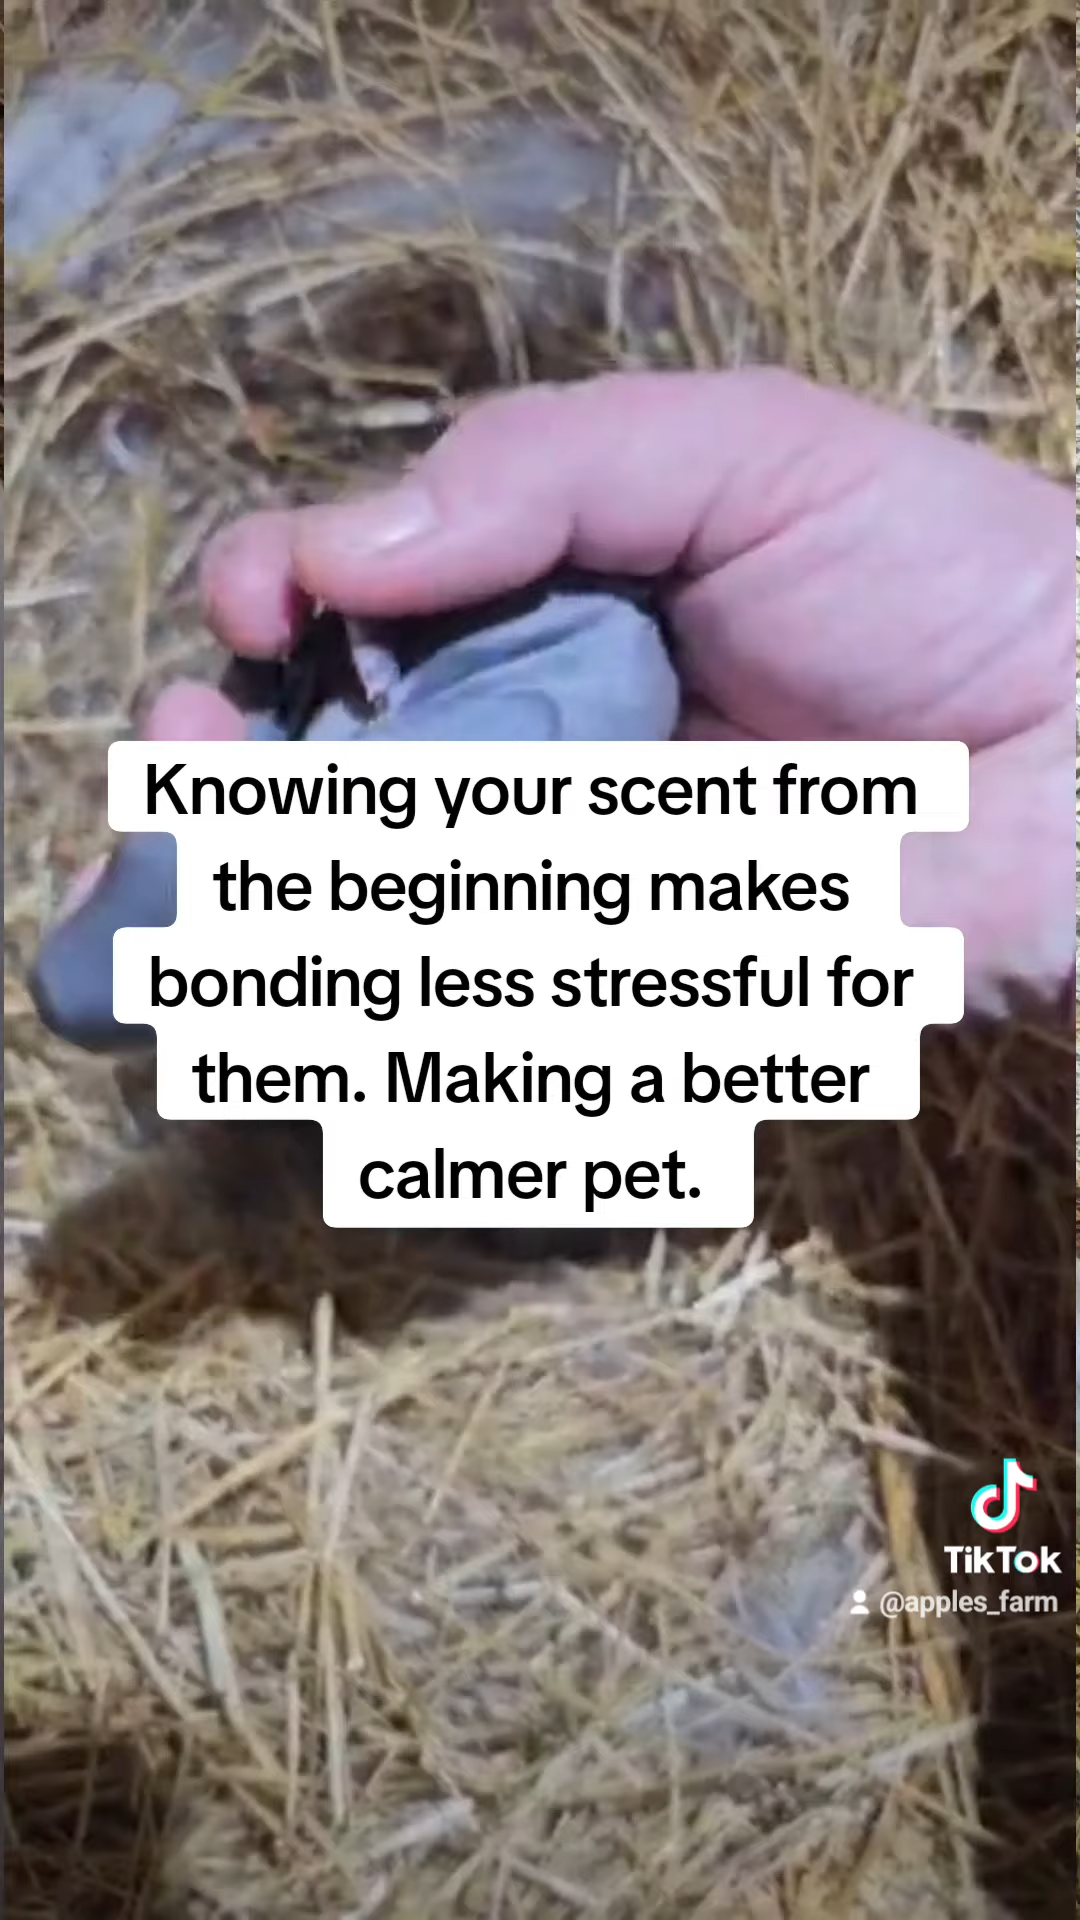 Knowing your scent from
the beginning makes
bonding less stressful for
them. Making a better
calmer pet.
TikTok
@apples_farm